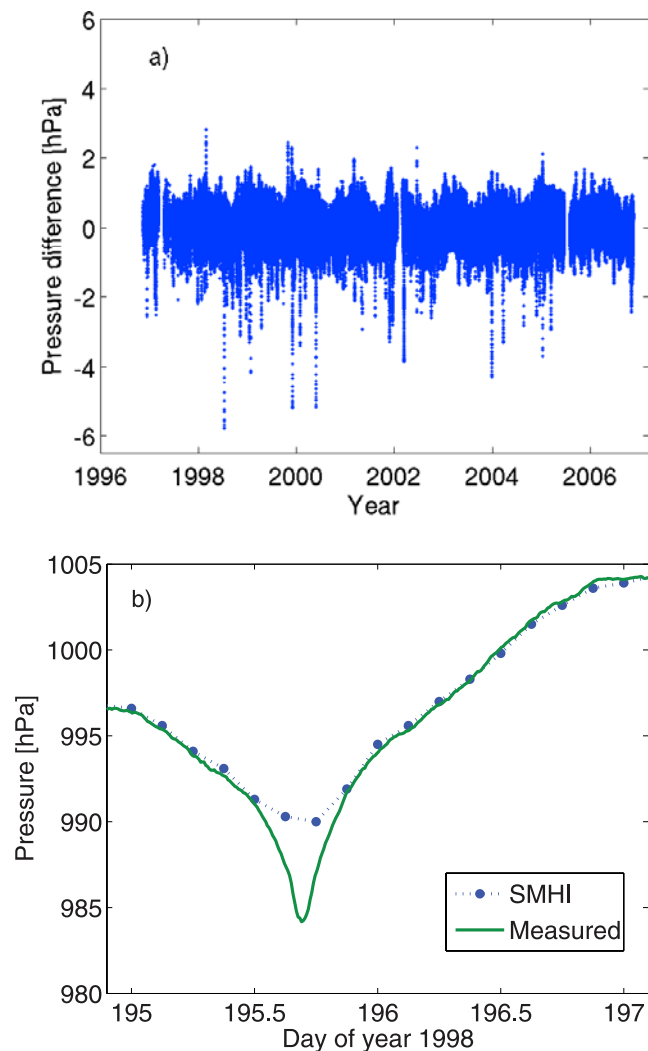 6
a)
4
2
0
-2
-4
-6
Pressure difference [hPa]
1996 1998 2000 2002 2004 2006
Year
1005
b)
1000
995
990
985
980
Pressure [hPa]
SMHI
Measured
195 195.5 196 196.5 197
Day of year 1998